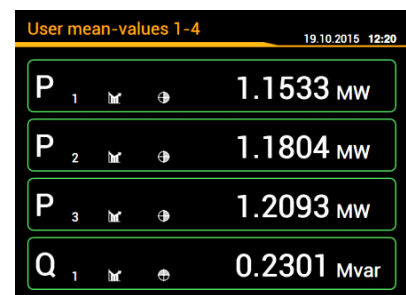 User mean-values 1-4
19.10.2015 12:20
P 1 1.1533 MW
P 2 1.1804 MW
P 3 1.2093 MW
Q 1 0.2301 Mvar